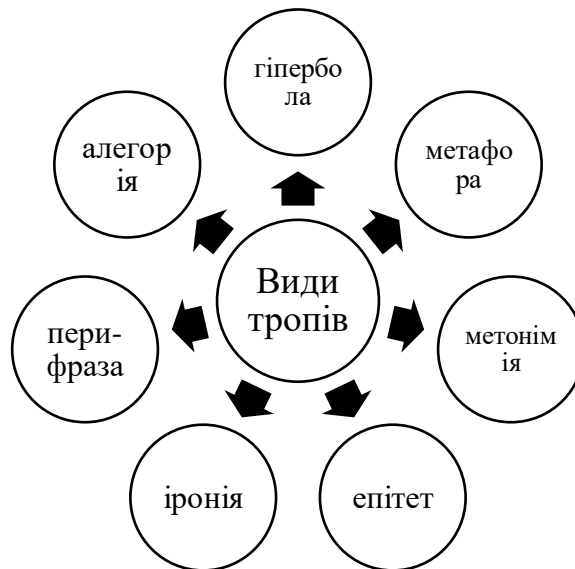 гіпербо
ла
алегор
ія
метафо
ра
Види
тропів
пери-
фраза
метонім
ія
іронія
епітет